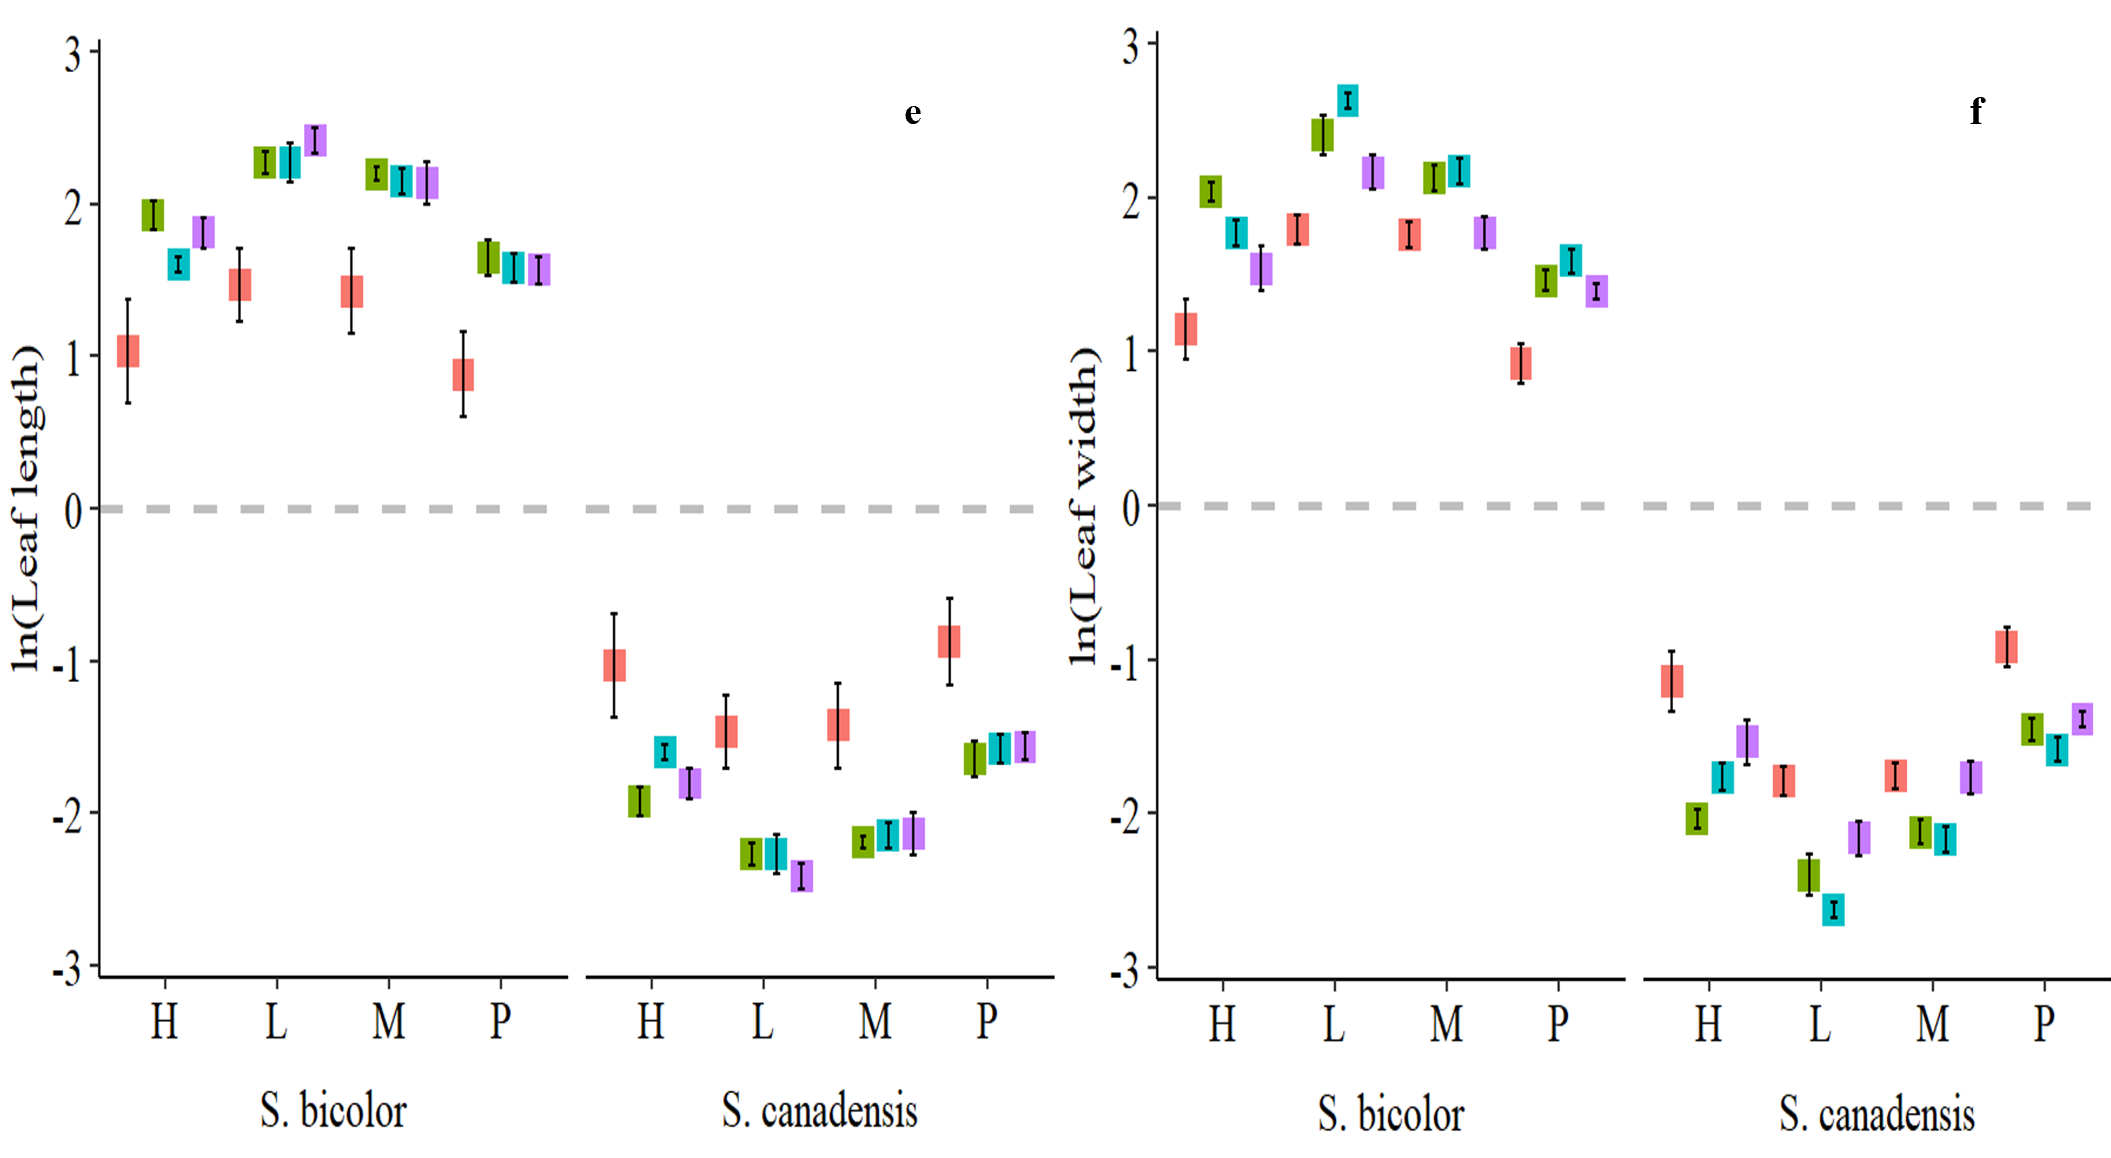 e
3
2
1
0
-1
-2
-3
ln(Leaf length)
H L M P H L M P
S. bicolor S. canadensis
f
3
2
1
0
-1
-2
-3
ln(Leaf width)
H L M P H L M P
S. bicolor S. canadensis